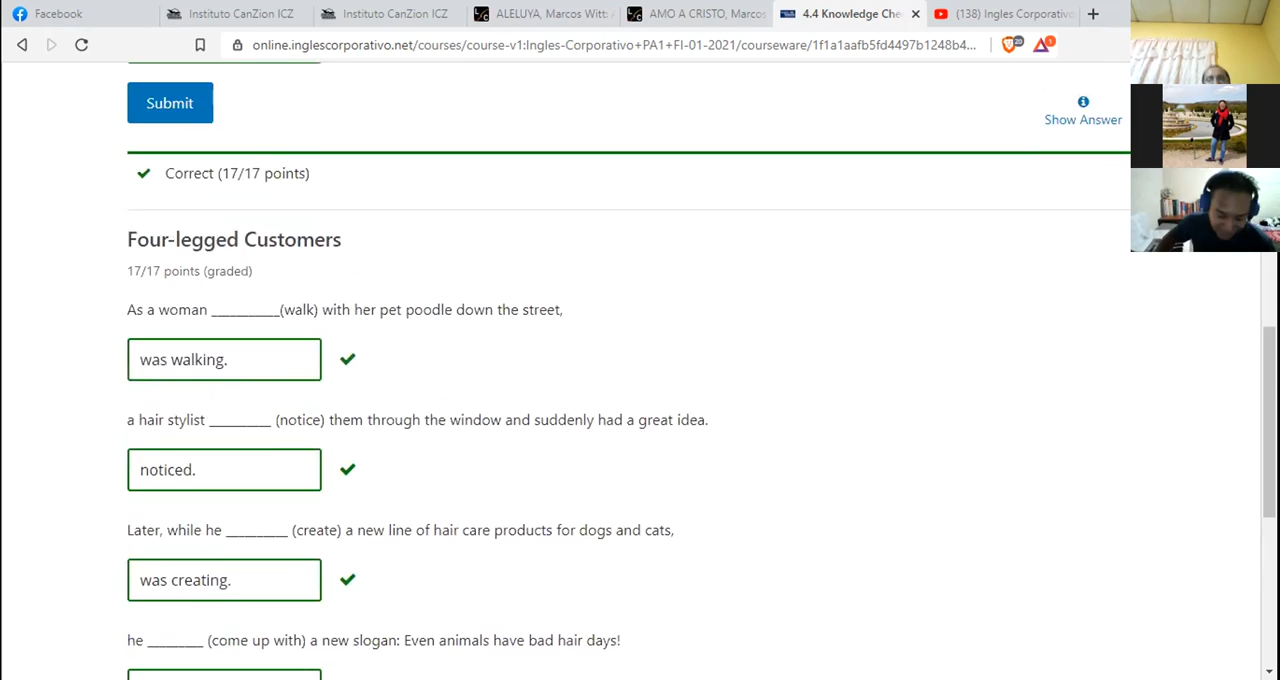 Facebook
Instituto CanZion ICZ
Instituto CanZion ICZ
ALELUYA, Marcos Witt:
AMO A CRISTO, Marcos
4.4 Knowledge Che
(138) Ingles Corporativo
online.inglescorporativo.net/courses/course-v1:Ingles-Corporativo+PA1+FI-01-2021/courseware/1f1a1aafb5fd4497b1248b4...
Submit
Show Answer
Correct (17/17 points)
Four-legged Customers
17/17 points (graded)
As a woman __________(walk) with her pet poodle down the street,
was walking.
a hair stylist _________ (notice) them through the window and suddenly had a great idea.
noticed.
Later, while he _________ (create) a new line of hair care products for dogs and cats,
was creating.
he ________ (come up with) a new slogan: Even animals have bad hair days!